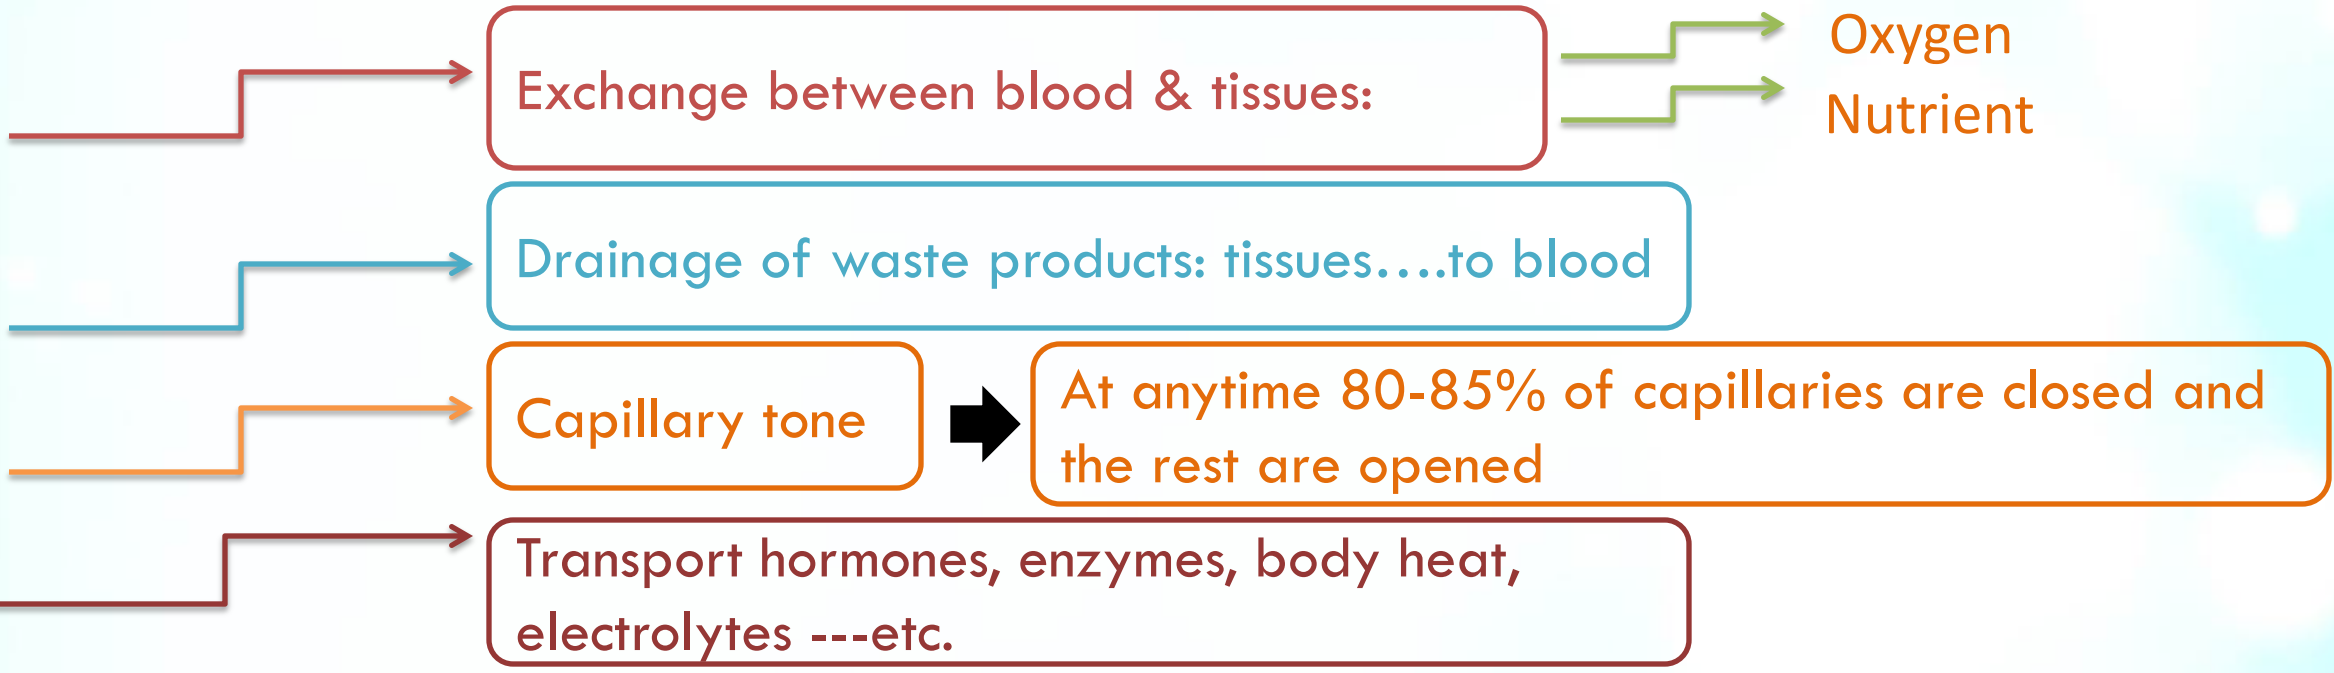 Exchange between blood & tissues:
Oxygen
Nutrient
Drainage of waste products: tissues....to blood
Capillary tone
At anytime 80-85% of capillaries are closed and
the rest are opened
Transport hormones, enzymes, body heat,
electrolytes ---etc.